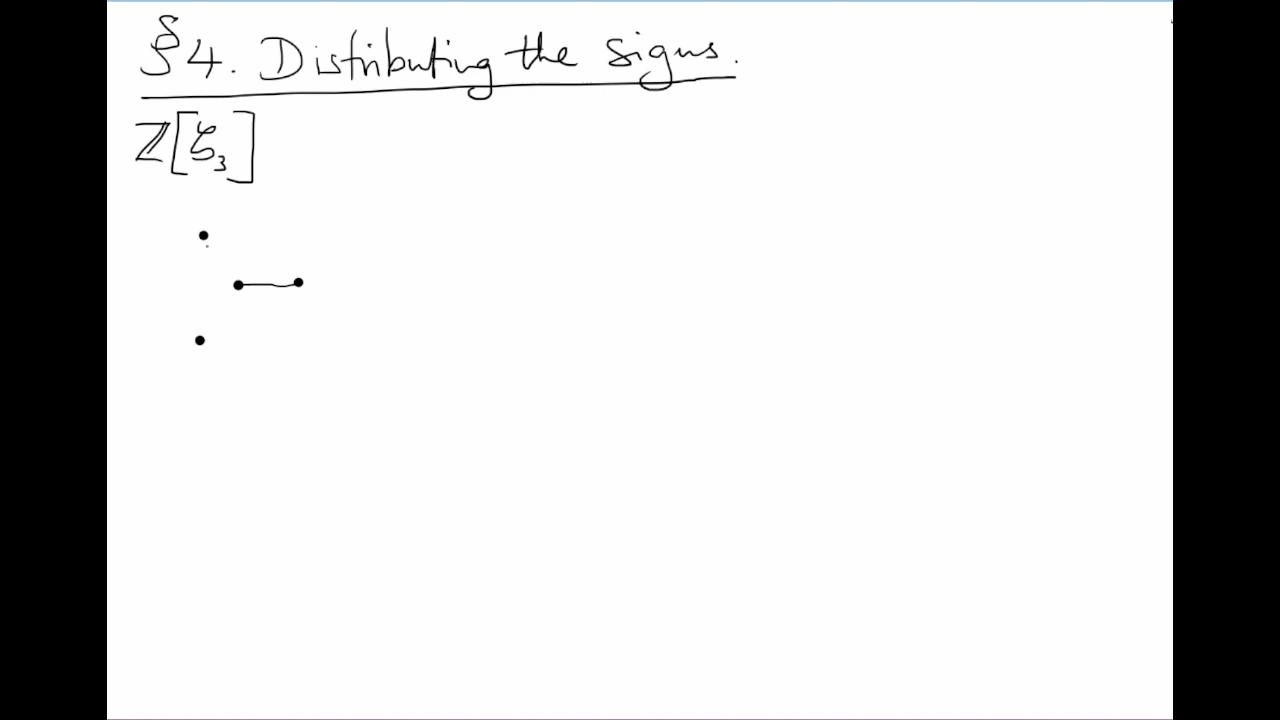 §4. Distributing the signs.
ℤ[ζ₃]